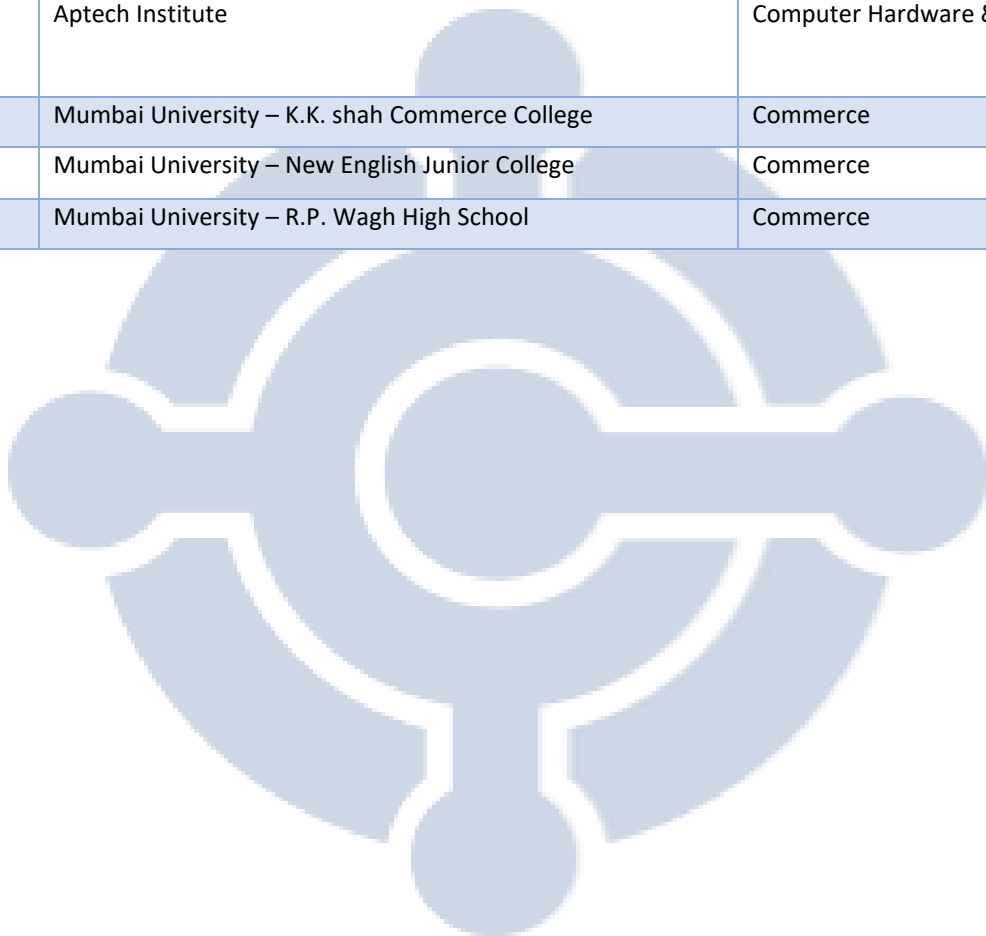 Aptech Institute Computer Hardware &
Mumbai University – K.K. shah Commerce College Commerce
Mumbai University – New English Junior College Commerce
Mumbai University – R.P. Wagh High School Commerce